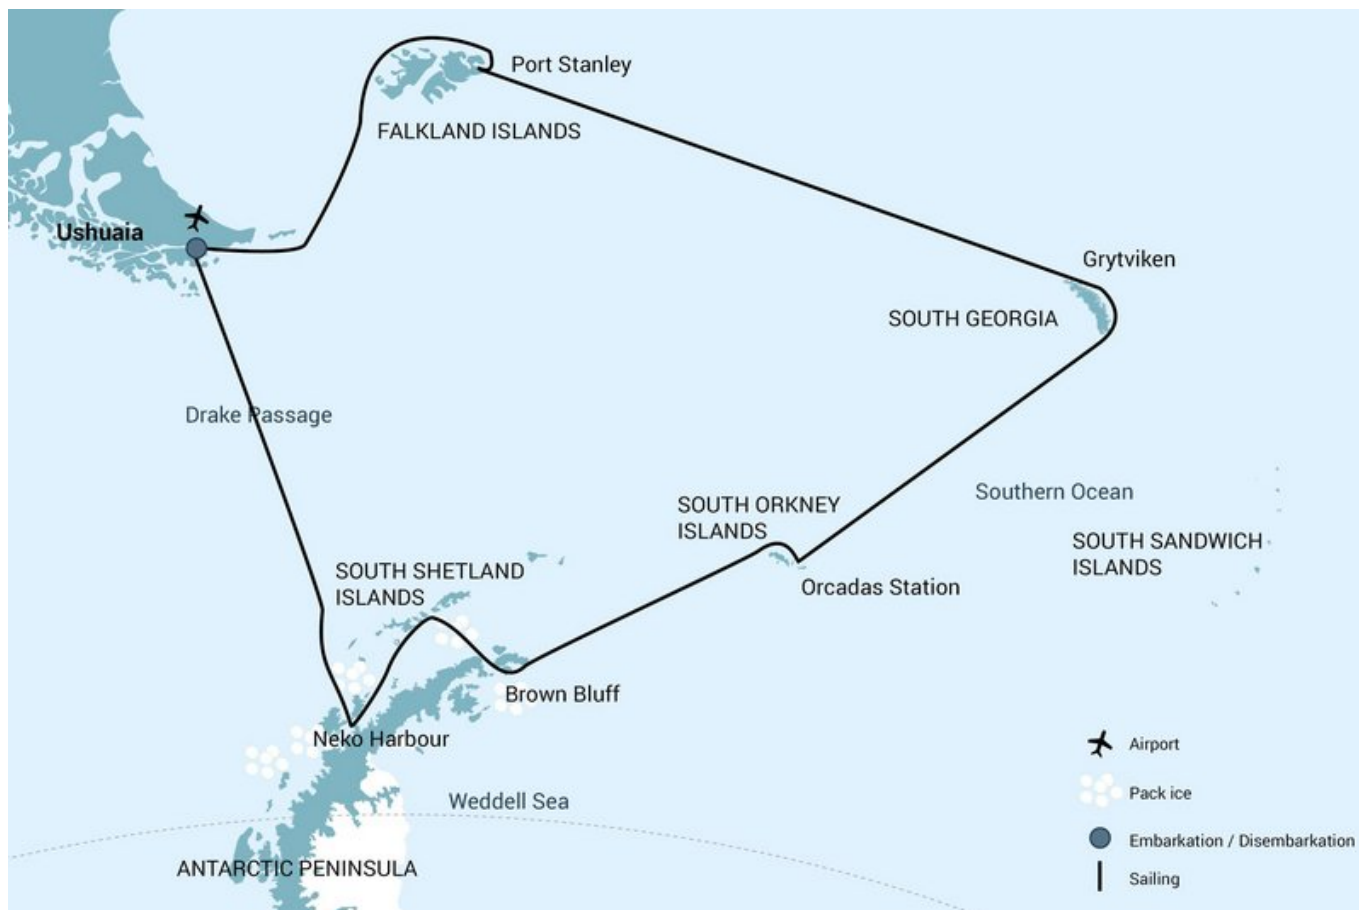 Port Stanley
FALKLAND ISLANDS
Ushuaia
Grytviken
SOUTH GEORGIA
Drake Passage
Southern Ocean
SOUTH ORKNEY
ISLANDS
SOUTH SANDWICH
ISLANDS
SOUTH SHETLAND
ISLANDS
Orcadas Station
Brown Bluff
Neko Harbour
Airport
Pack ice
Weddell Sea
Embarkation / Disembarkation
ANTARCTIC PENINSULA
Sailing